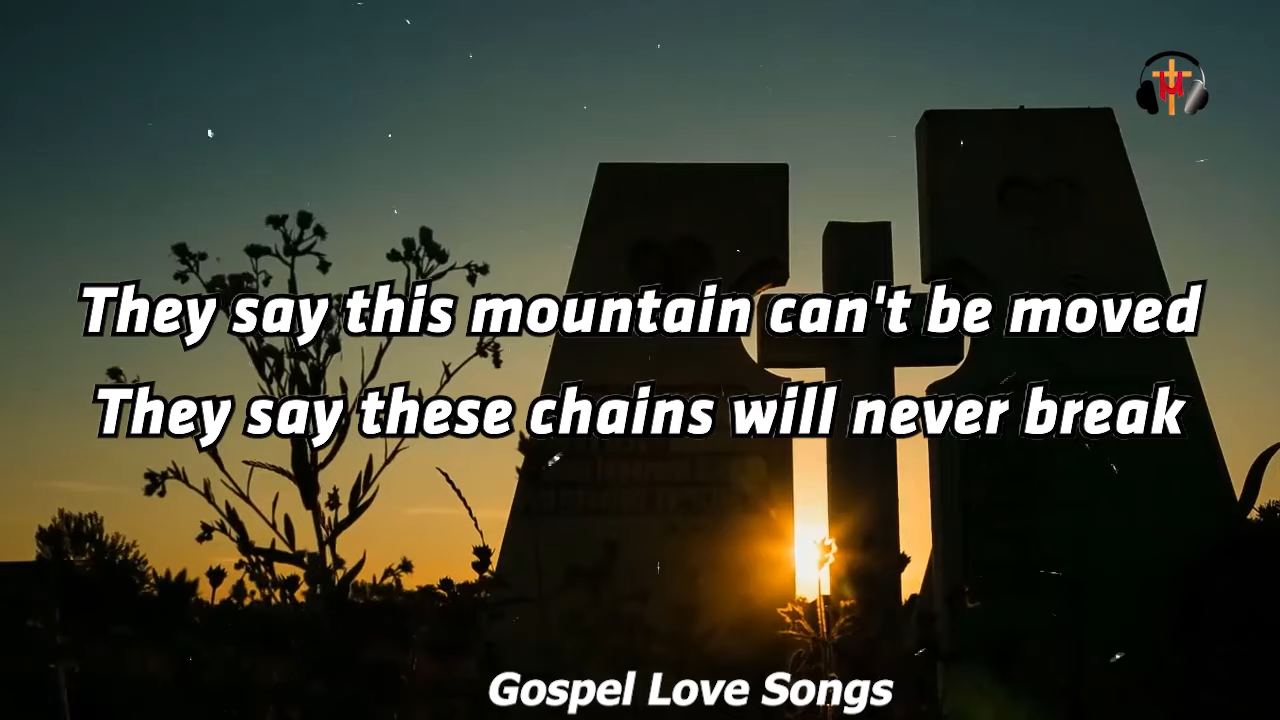 They say this mountain can't be moved
They say these chains will never break
Gospel Love Songs